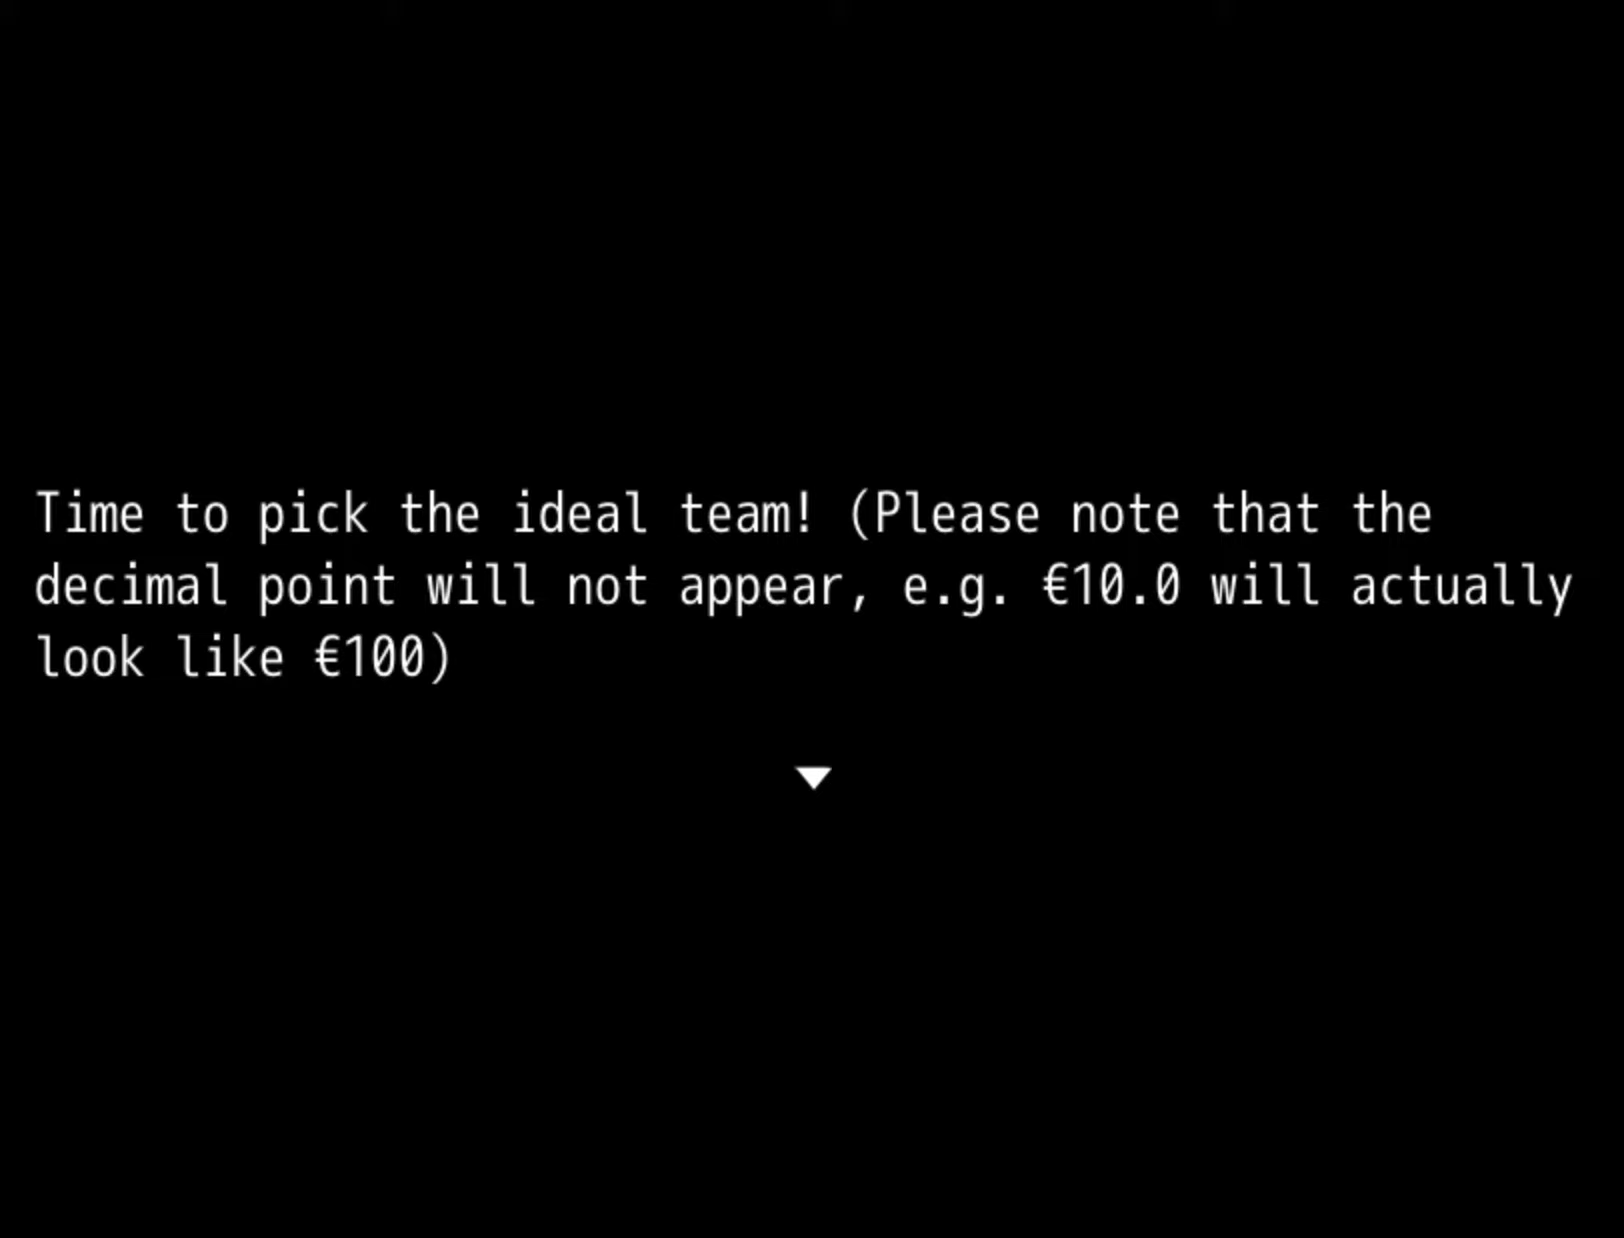 Time to pick the ideal team! (Please note that the
decimal point will not appear, e.g. €10.0 will actually
look like €100)